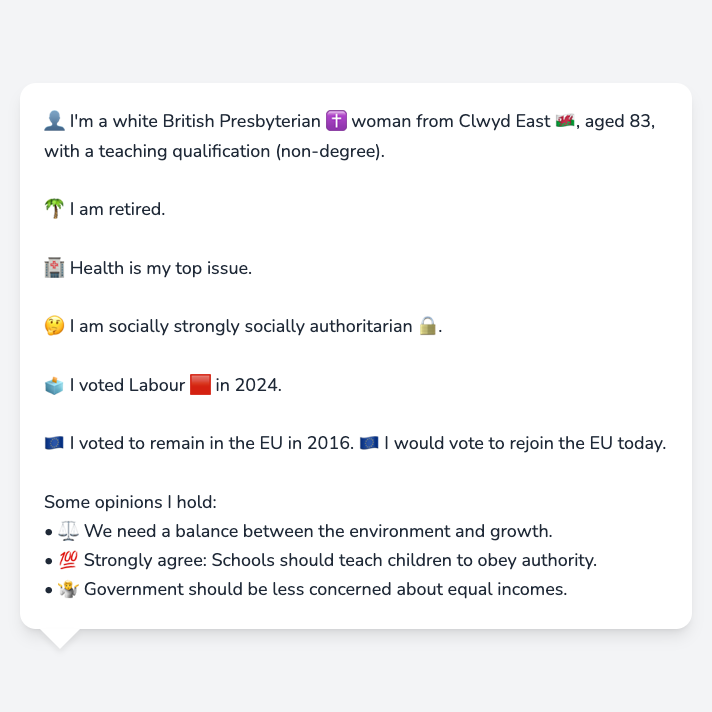 👤 I'm a white British Presbyterian ✝️ woman from Clwyd East 🏴󠁧󠁢󠁷󠁬󠁳󠁿, aged 83,
with a teaching qualification (non-degree).
🌴 I am retired.
🏥 Health is my top issue.
🤔 I am socially strongly socially authoritarian 🔒.
🗳️ I voted Labour 🟥 in 2024.
🇪🇺 I voted to remain in the EU in 2016. 🇪🇺 I would vote to rejoin the EU today.
Some opinions I hold:
• ⚖️ We need a balance between the environment and growth.
• 💯 Strongly agree: Schools should teach children to obey authority.
• 🤷 Government should be less concerned about equal incomes.